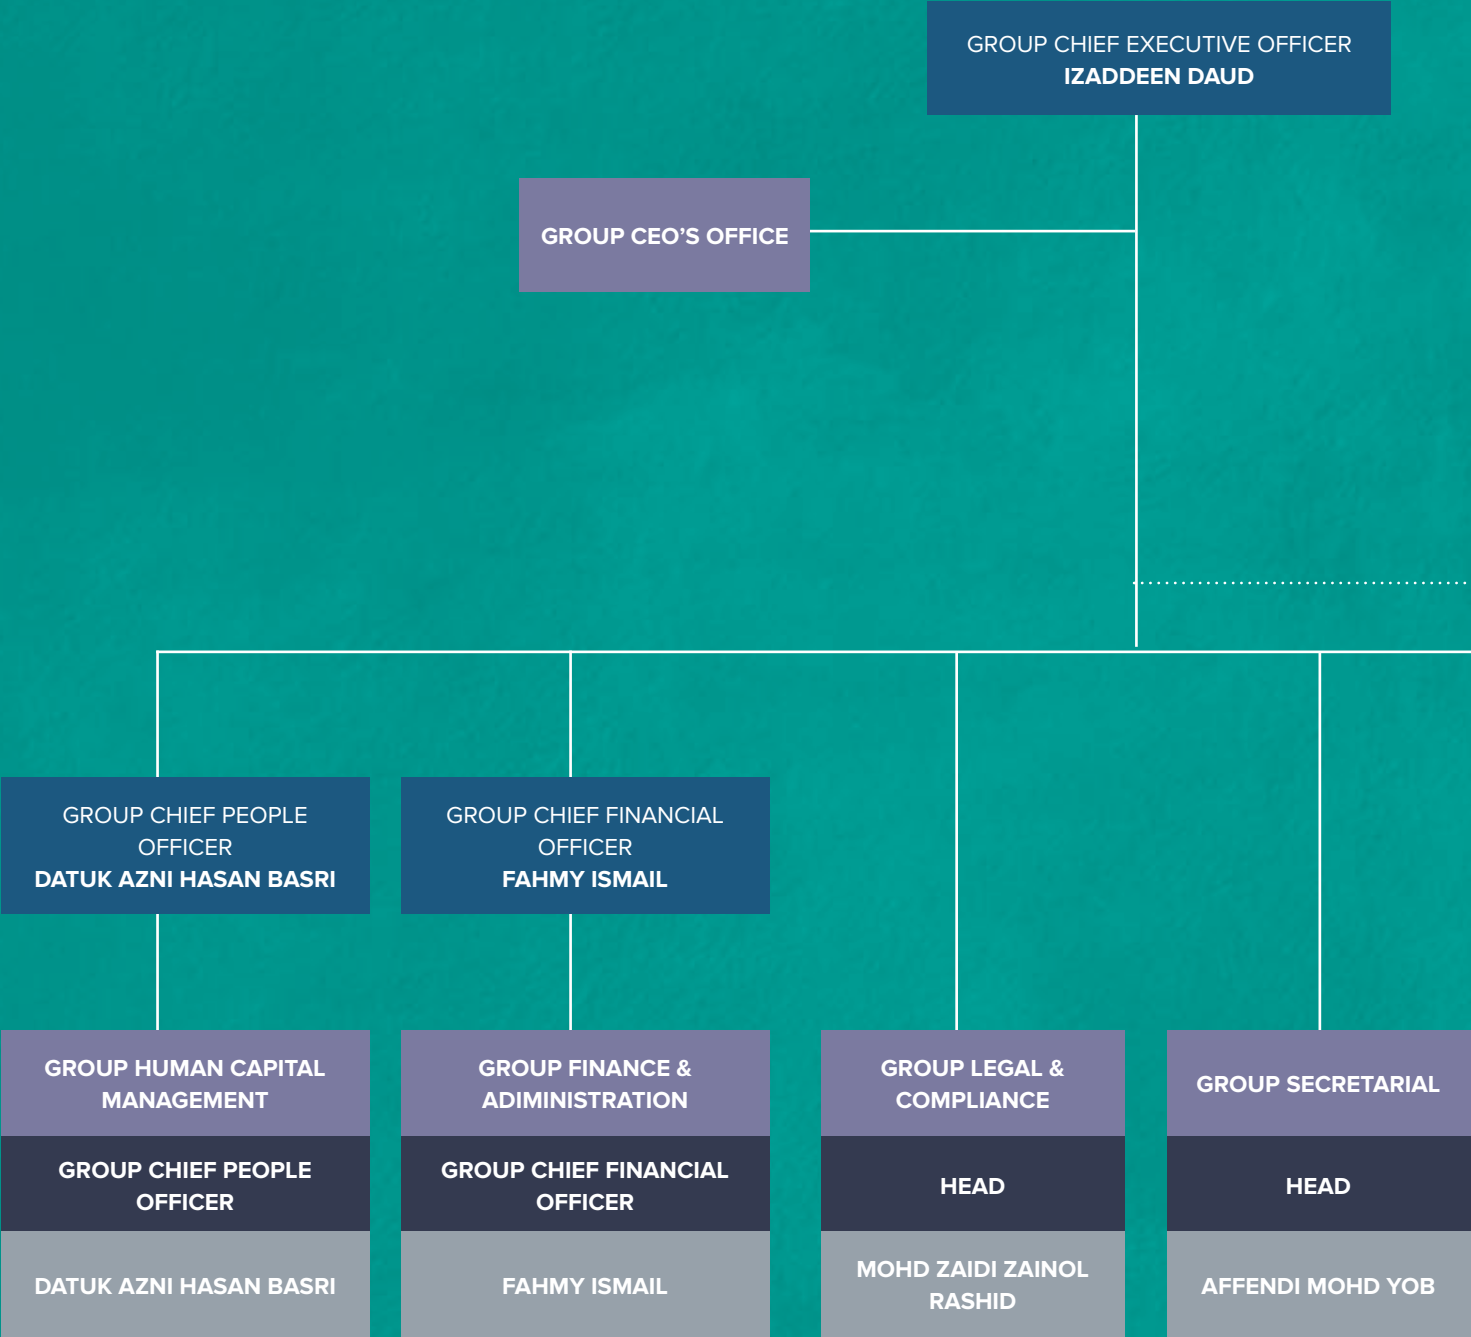 GROUP CHIEF EXECUTIVE OFFICER
IZADDEEN DAUD
GROUP CEO’S OFFICE
GROUP CHIEF PEOPLE
OFFICER
DATUK AZNI HASAN BASRI
GROUP CHIEF FINANCIAL
OFFICER
FAHMY ISMAIL
GROUP HUMAN CAPITAL
MANAGEMENT
GROUP CHIEF PEOPLE
OFFICER
DATUK AZNI HASAN BASRI
GROUP FINANCE &
ADIMINISTRATION
GROUP CHIEF FINANCIAL
OFFICER
FAHMY ISMAIL
GROUP LEGAL &
COMPLIANCE
HEAD
MOHD ZAIDI ZAINOL
RASHID
GROUP SECRETARIAL
HEAD
AFFENDI MOHD YOB